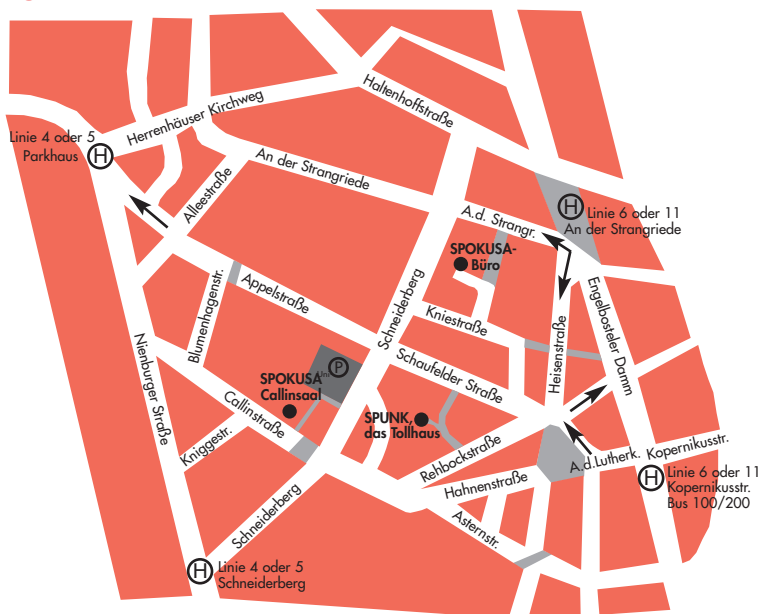 Haltenhoffstraße
Herrenhäuser Kirchweg
Linie 4 oder 5
Parkhaus
H
An der Strangriede
Alleestraße
H
Linie 6 oder 11
An der Strangriede
A.d. Strangr.
SPOKUSA-
Büro
Schneiderberg
Engelbosteler Damm
Blumenhagenstr.
Appelstraße
Kniestraße
Heisenstraße
Nienburger Straße
P
SPOKUSA
Callinsaal
Schaufelder Straße
SPUNK,
das Tollhaus
Callinstraße
Kniggestr.
Rehbockstraße
A.d.Lutherk.
Kopernikusstr.
Hahnenstraße
H
Linie 6 oder 11
Kopernikusstr.
Bus 100/200
Schneiderberg
Asternstr.
H
Linie 4 oder 5
Schneiderberg